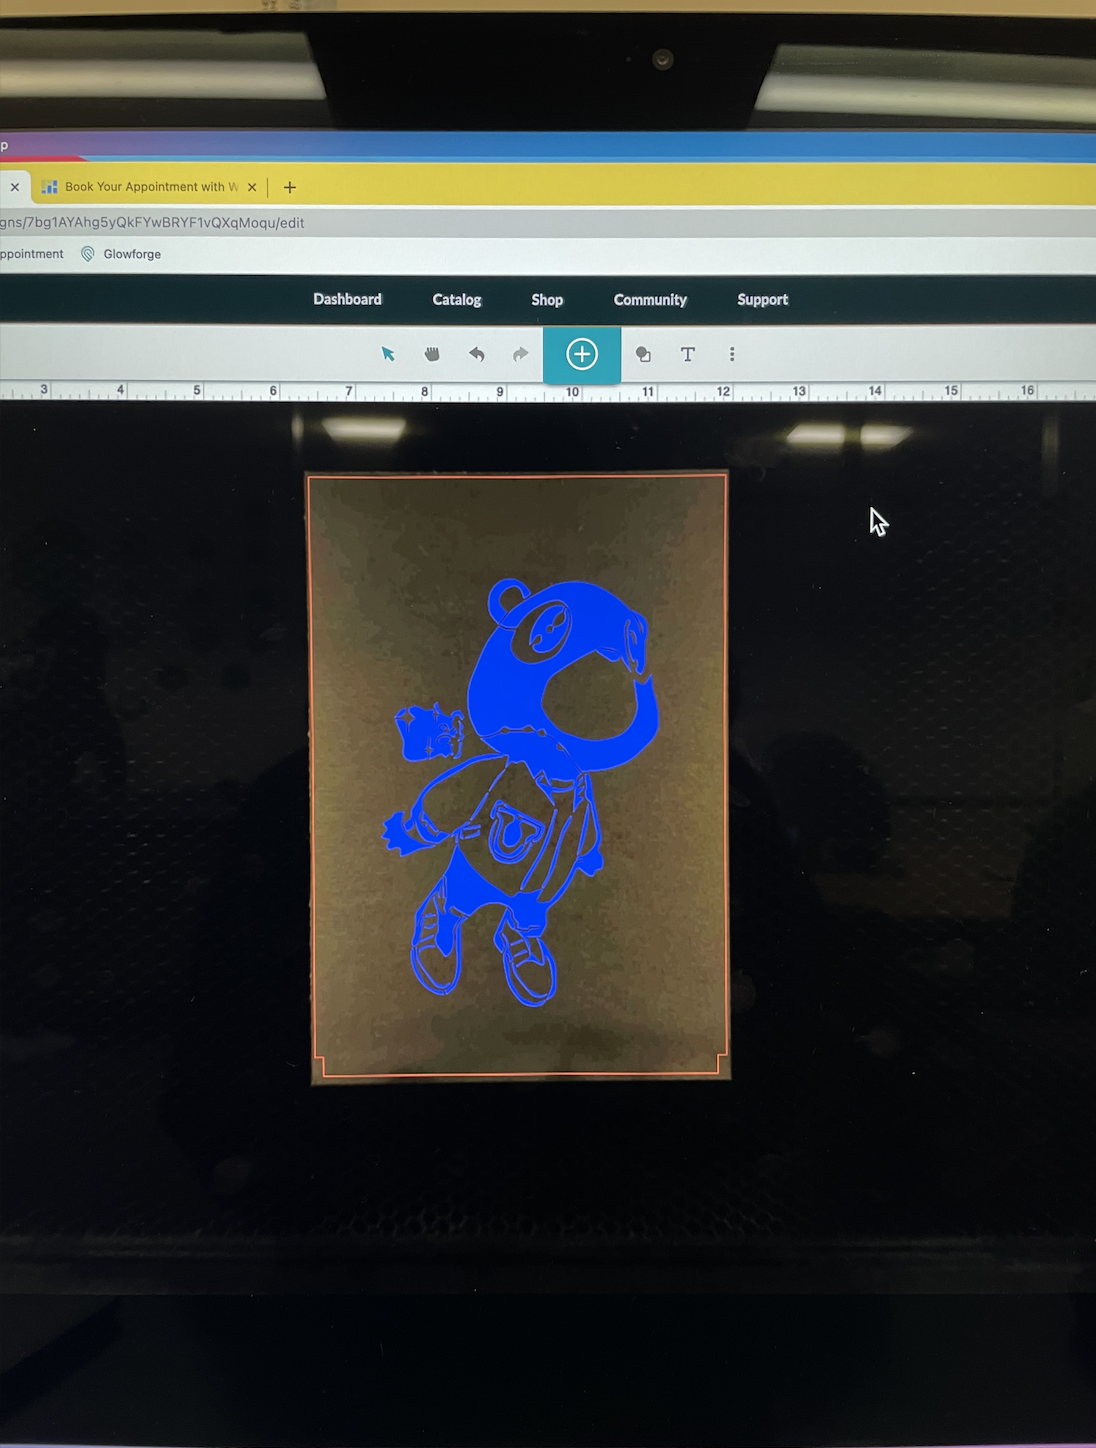 p
Book Your Appointment with W
gns/7bg1AYAhg5yQkFYwBRYF1vQXqMoqu/edit
ppointment Glowforge
Dashboard Catalog Shop Community Support
T
3 4 5 6 7 8 9 10 11 12 13 14 15 16